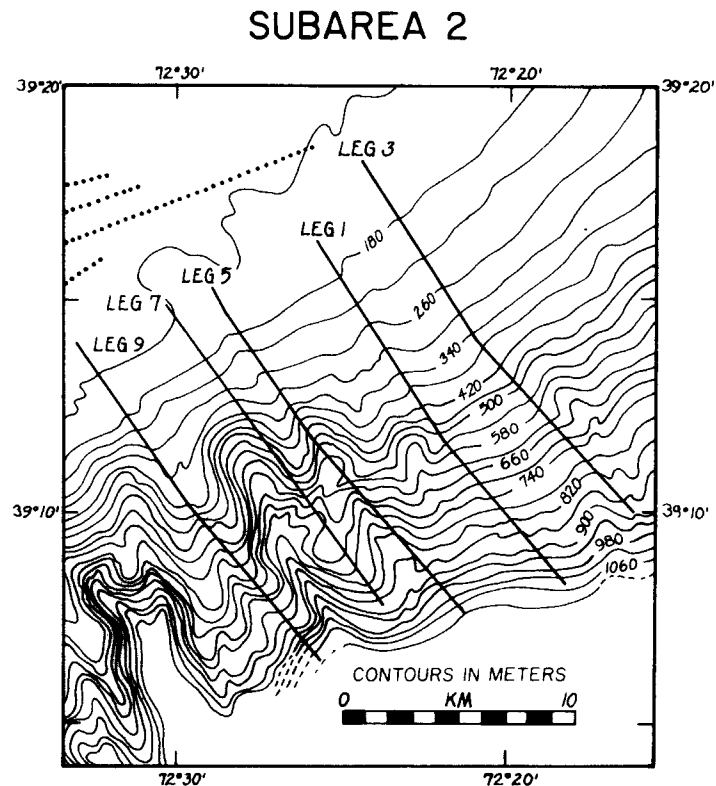 SUBAREA 2
72°30' 72°20'
39°20' 39°20'
LEG 3
LEG 1
180
LEG 5
260
LEG 7
LEG 9
340
420
500
580
660
740
820
39°10' 39°10'
900
980
1060
CONTOURS IN METERS
0 KM 10
72°30' 72°20'